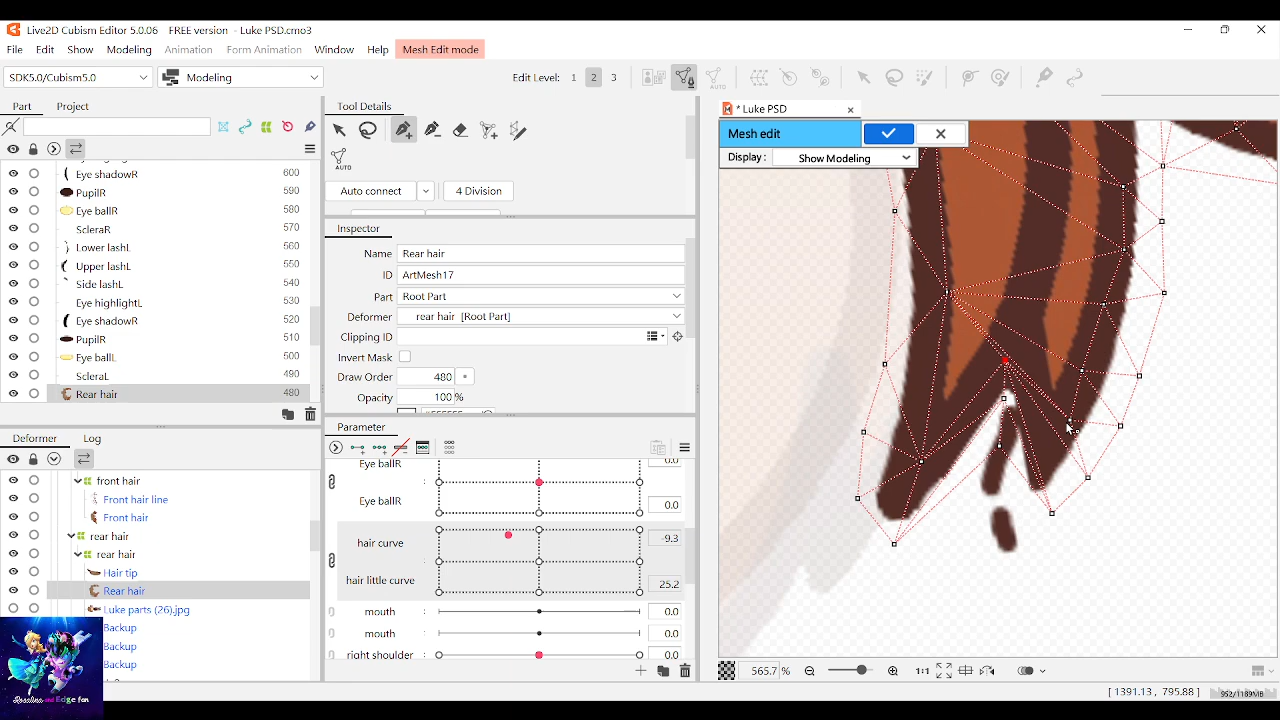 Live2D Cubism Editor 5.0.06   FREE version  - Luke PSD.cmo3
File Edit Show Modeling Animation Form Animation Window Help Mesh Edit mode
SDK5.0/Cubism5.0 Modeling Edit Level: 1 2 3
AUTO
Part Project
Tool Details
* Luke PSD
Mesh edit
Display : Show Modeling
AUTO
Auto connect 4 Division
Eye shadowR 600
PupilR 590
Eye ballR 580
ScleraR 570
Lower lashL 560
Upper lashL 550
Side lashL 540
Eye highlightL 530
Eye shadowR 520
PupilR 510
Eye ballL 500
ScleraL 490
Rear hair 480
Inspector
Name Rear hair
ID ArtMesh17
Part Root Part
Deformer rear hair [Root Part]
Clipping ID
Invert Mask
Draw Order 480
Opacity 100 %
Deformer Log
front hair
Front hair line
Front hair
rear hair
rear hair
Hair tip
Rear hair
Luke parts (26).jpg
Backup
Backup
Backup
Parameter
Eye ballR 0.0
Eye ballR 0.0
hair curve : -9.3
hair little curve 25.2
mouth : 0.0
mouth : 0.0
right shoulder : 0.0
565.7 % 1:1
[ 1391.13, 7958.3 ] 952/1189MB